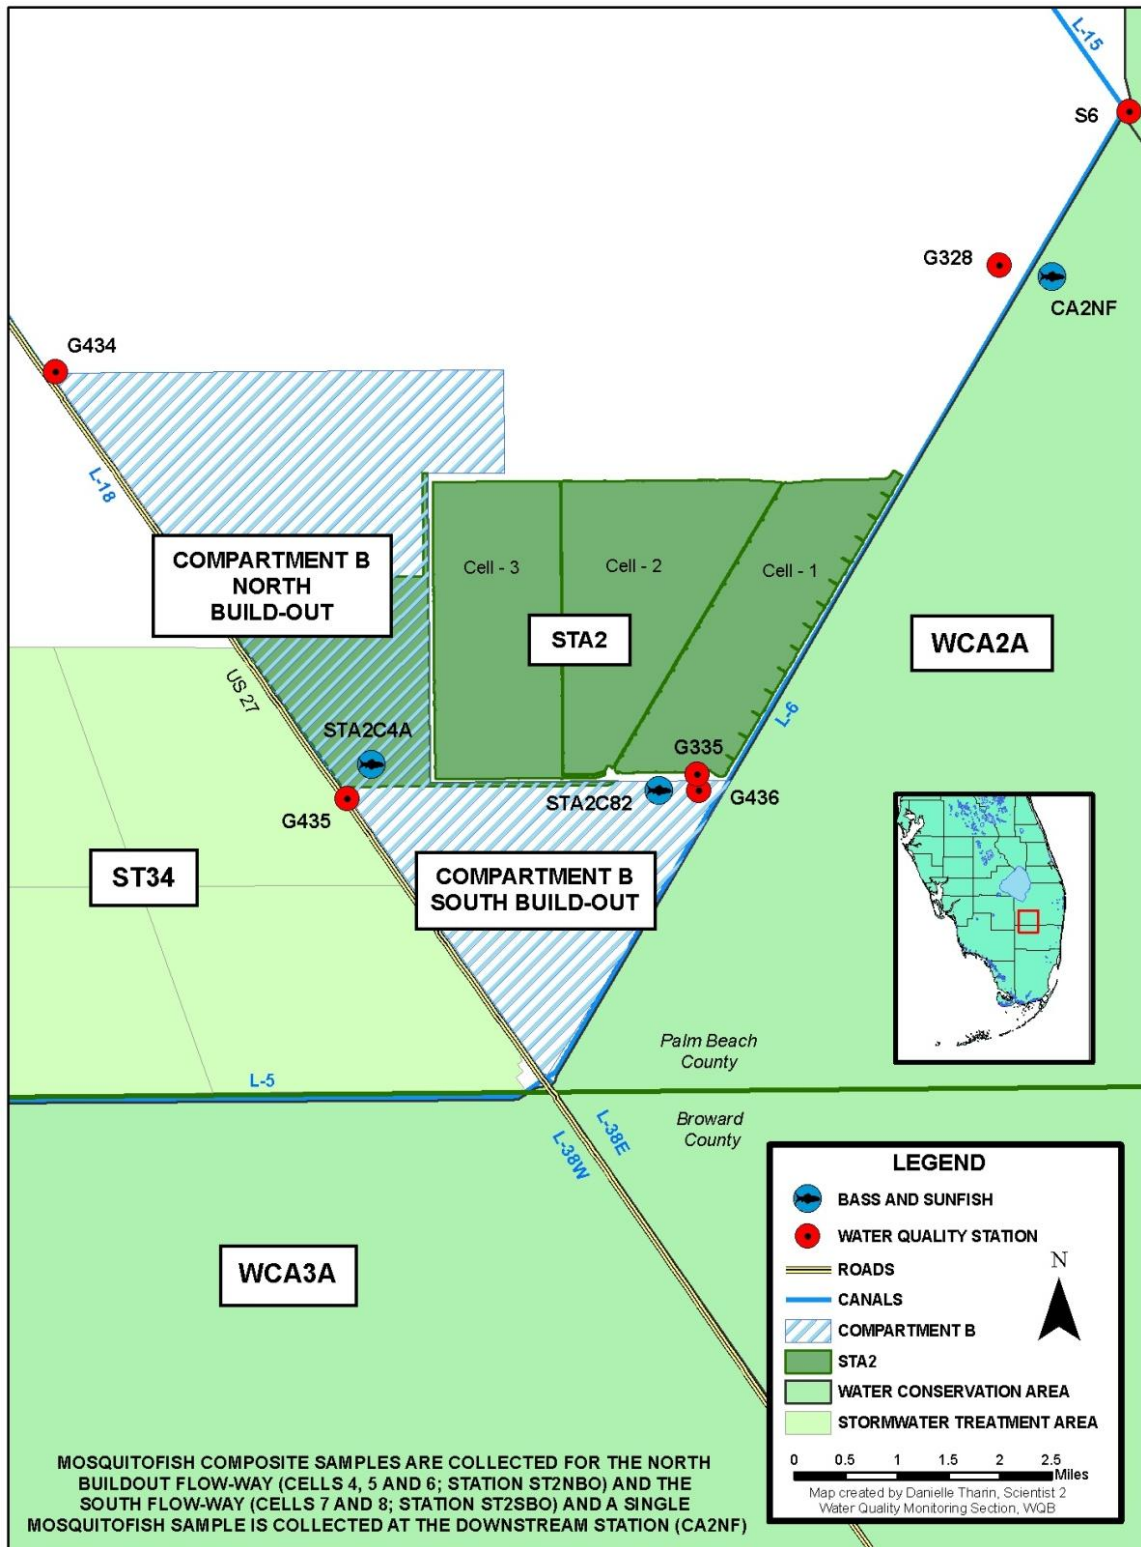 L-15
S6
G328
CA2NF
G434
L-18
COMPARTMENT B
NORTH
BUILD-OUT
Cell - 3
Cell - 2
Cell - 1
STA2
WCA2A
US 27
L-6
STA2C4A
G335
STA2C82
G436
G435
ST34
COMPARTMENT B
SOUTH BUILD-OUT
Palm Beach
County
L-5
Broward
County
L-38E
L-38W
WCA3A
LEGEND
BASS AND SUNFISH
WATER QUALITY STATION
N
ROADS
CANALS
COMPARTMENT B
STA2
WATER CONSERVATION AREA
STORMWATER TREATMENT AREA
0 0.5 1 1.5 2 2.5
Miles
Map created by Danielle Tharin, Scientist 2
Water Quality Monitoring Section, WQB
MOSQUITOFISH COMPOSITE SAMPLES ARE COLLECTED FOR THE NORTH
BUILDOUT FLOW-WAY (CELLS 4, 5 AND 6; STATION ST2NBO) AND THE
SOUTH FLOW-WAY (CELLS 7 AND 8; STATION ST2SBO) AND A SINGLE
MOSQUITOFISH SAMPLE IS COLLECTED AT THE DOWNSTREAM STATION (CA2NF)